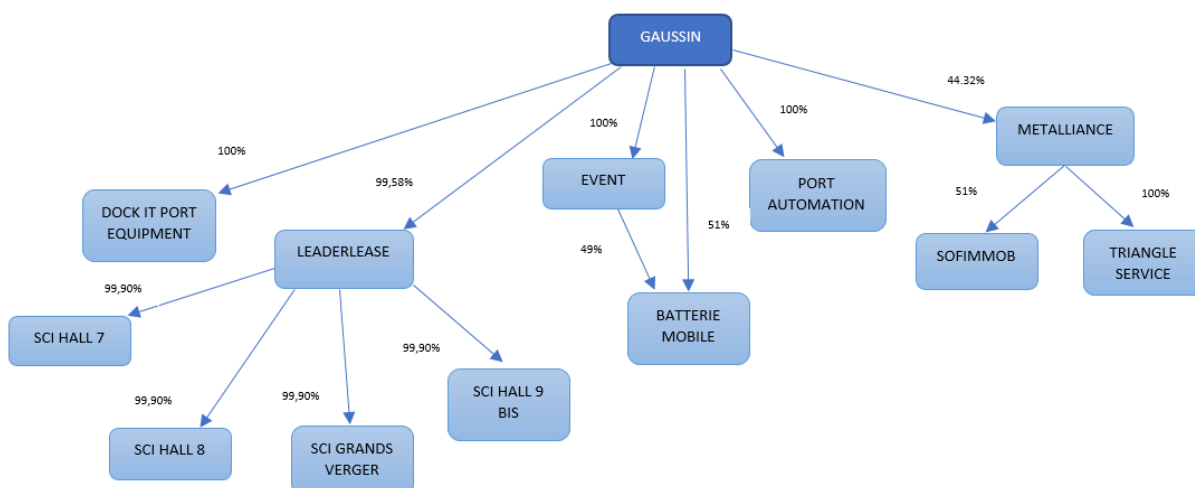 GAUSSIN
44.32%
METALLIANCE
100%
100%
100%
99,58%
EVENT
PORT
AUTOMATION
51%
100%
DOCK IT PORT
EQUIPMENT
51%
LEADERLEASE
49%
SOFIMMOB
TRIANGLE
SERVICE
99,90%
SCI HALL 7
BATTERIE
MOBILE
99,90%
SCI HALL 9
BIS
99,90%
99,90%
SCI HALL 8
SCI GRANDS
VERGER